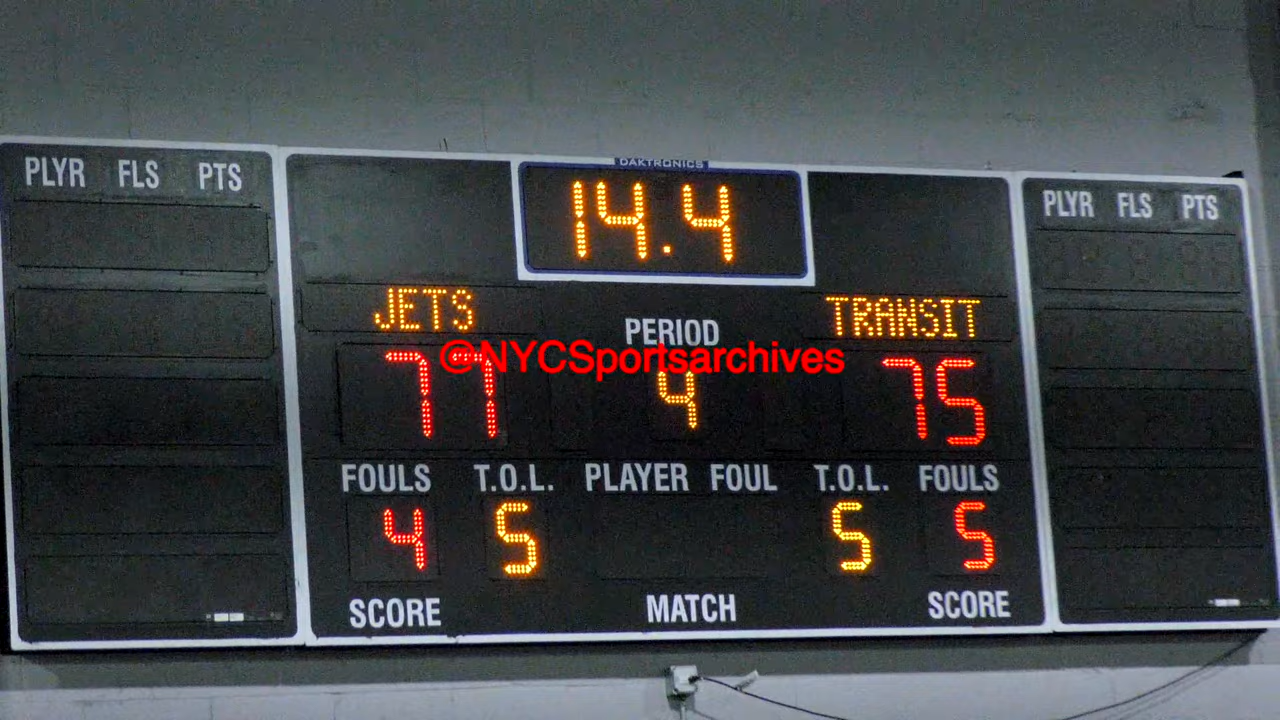 DAKTRONICS
PLYR FLS PTS
14.4
PLYR FLS PTS
JETS
PERIOD
TRANSIT
@NYCSportsarchives
77
4
75
FOULS T.O.L. PLAYER FOUL T.O.L. FOULS
4 5 5 5
SCORE MATCH SCORE